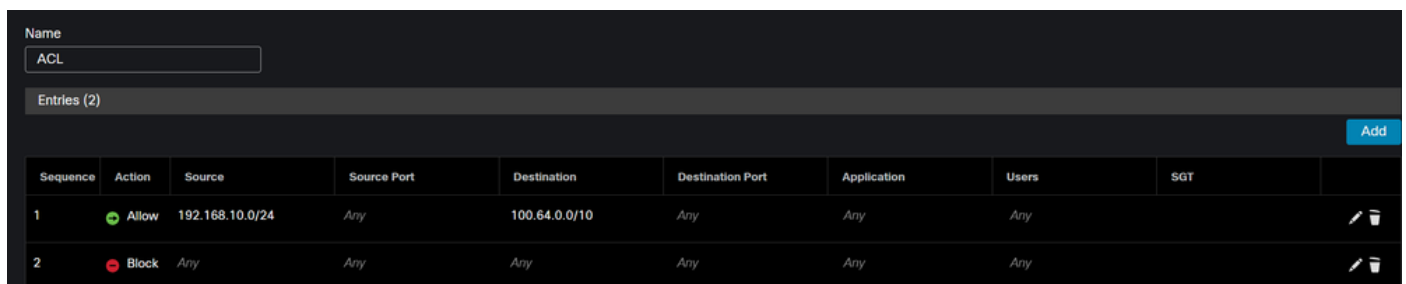 Name
ACL
Entries (2)
Add
Sequence Action Source Source Port Destination Destination Port Application Users SGT
1 Allow 192.168.10.0/24 Any 100.64.0.0/10 Any Any Any
2 Block Any Any Any Any Any Any